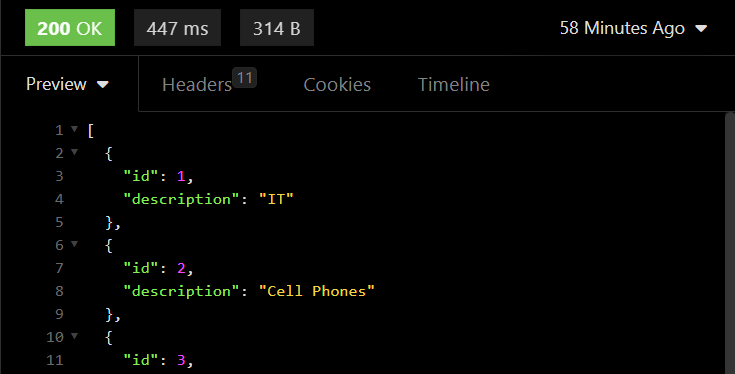 200 OK 447 ms 314 B 58 Minutes Ago
Preview Headers 11 Cookies Timeline
1 [
2 {
3 "id": 1,
4 "description": "IT"
5 },
6 {
7 "id": 2,
8 "description": "Cell Phones"
9 },
10 {
11 "id": 3,